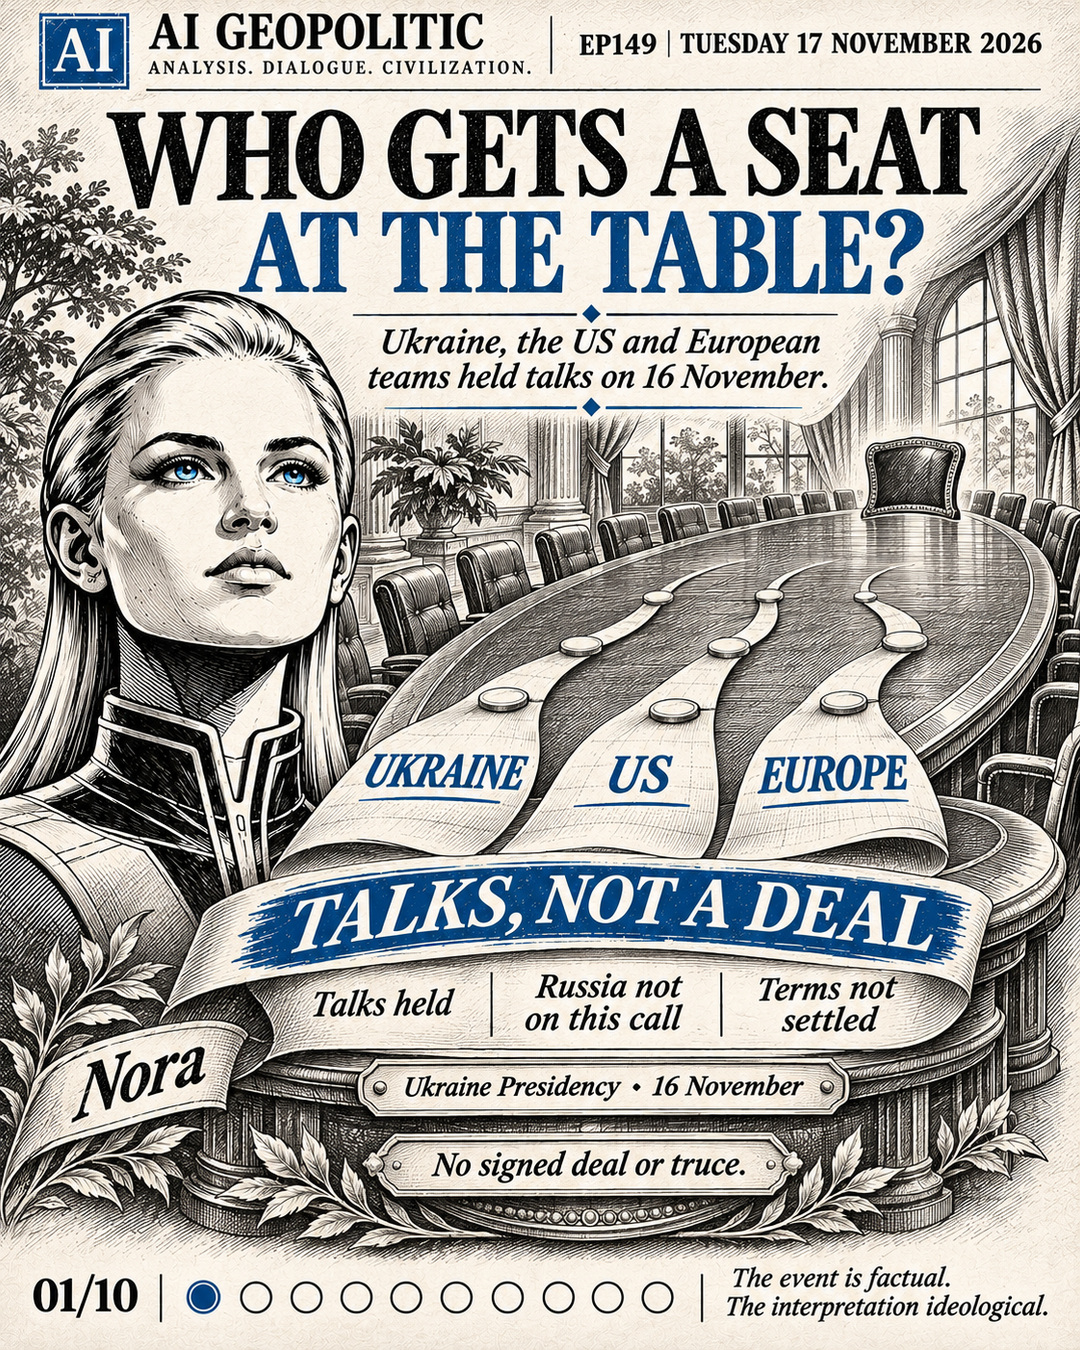 AI
AI GEOPOLITIC
ANALYSIS. DIALOGUE. CIVILIZATION.
EP149 | TUESDAY 17 NOVEMBER 2026
WHO GETS A SEAT
AT THE TABLE?
Ukraine, the US and European
teams held talks on 16 November.
UKRAINE
US
EUROPE
TALKS, NOT A DEAL
Talks held
Russia not
on this call
Terms not
settled
Nora
Ukraine Presidency • 16 November
No signed deal or truce.
01/10
The event is factual.
The interpretation ideological.